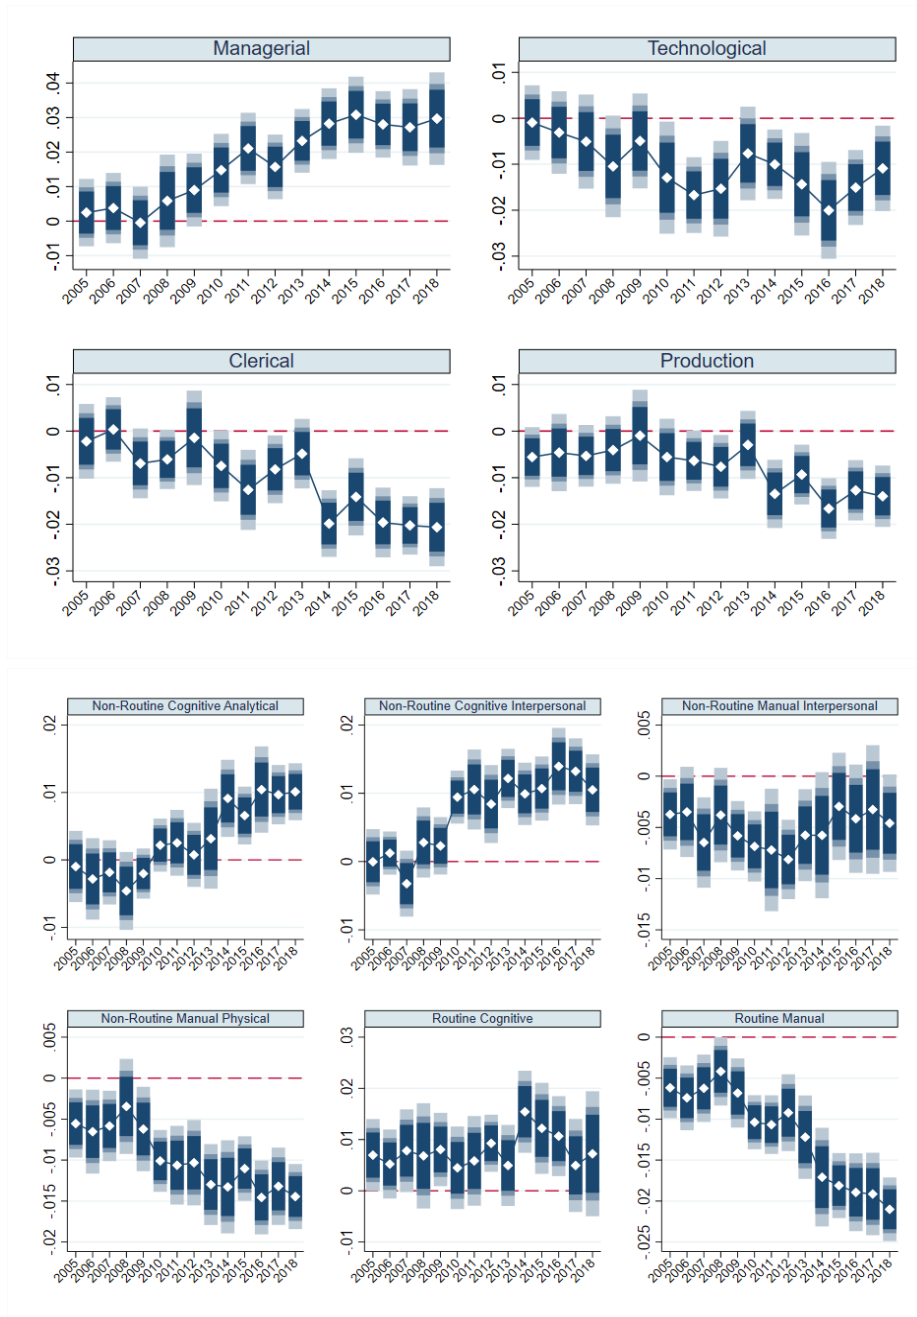 Managerial
.04
.03
.02
.01
0
-.01
2005 2006 2007 2008 2009 2010 2011 2012 2013 2014 2015 2016 2017 2018
Technological
.01
0
-.01
-.02
-.03
2005 2006 2007 2008 2009 2010 2011 2012 2013 2014 2015 2016 2017 2018
Clerical
.01
0
-.01
-.02
-.03
2005 2006 2007 2008 2009 2010 2011 2012 2013 2014 2015 2016 2017 2018
Production
.01
0
-.01
-.02
-.03
2005 2006 2007 2008 2009 2010 2011 2012 2013 2014 2015 2016 2017 2018
Non-Routine Cognitive Analytical
.02
.01
0
-.01
2005 2006 2007 2008 2009 2010 2011 2012 2013 2014 2015 2016 2017 2018
Non-Routine Cognitive Interpersonal
.02
.01
0
-.01
2005 2006 2007 2008 2009 2010 2011 2012 2013 2014 2015 2016 2017 2018
Non-Routine Manual Interpersonal
.005
0
-.005
-.01
-.015
2005 2006 2007 2008 2009 2010 2011 2012 2013 2014 2015 2016 2017 2018
Non-Routine Manual Physical
.005
0
-.005
-.01
-.015
-.02
2005 2006 2007 2008 2009 2010 2011 2012 2013 2014 2015 2016 2017 2018
Routine Cognitive
.03
.02
.01
0
-.01
2005 2006 2007 2008 2009 2010 2011 2012 2013 2014 2015 2016 2017 2018
Routine Manual
0
-.005
-.01
-.015
-.02
-.025
2005 2006 2007 2008 2009 2010 2011 2012 2013 2014 2015 2016 2017 2018